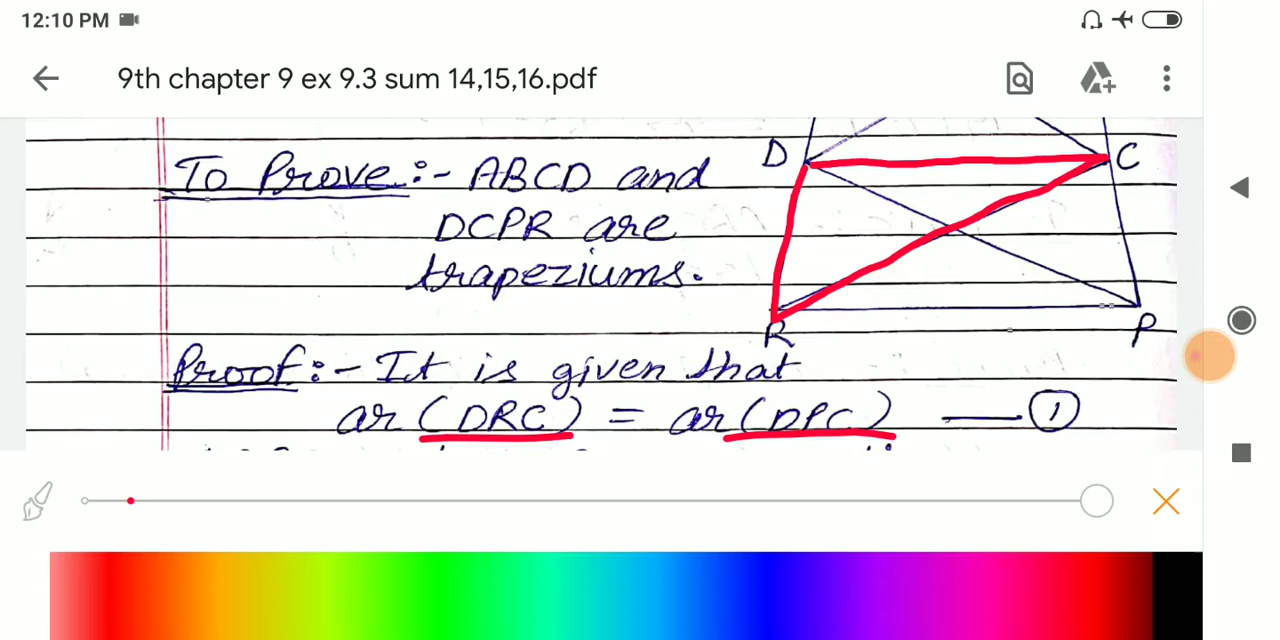 12:10 PM
9th chapter 9 ex 9.3 sum 14,15,16.pdf
To Prove :- ABCD and
DCPR are
trapeziums.
D
C
R
P
Proof :- It is given that
ar (DRC) = ar (DPC) — 1